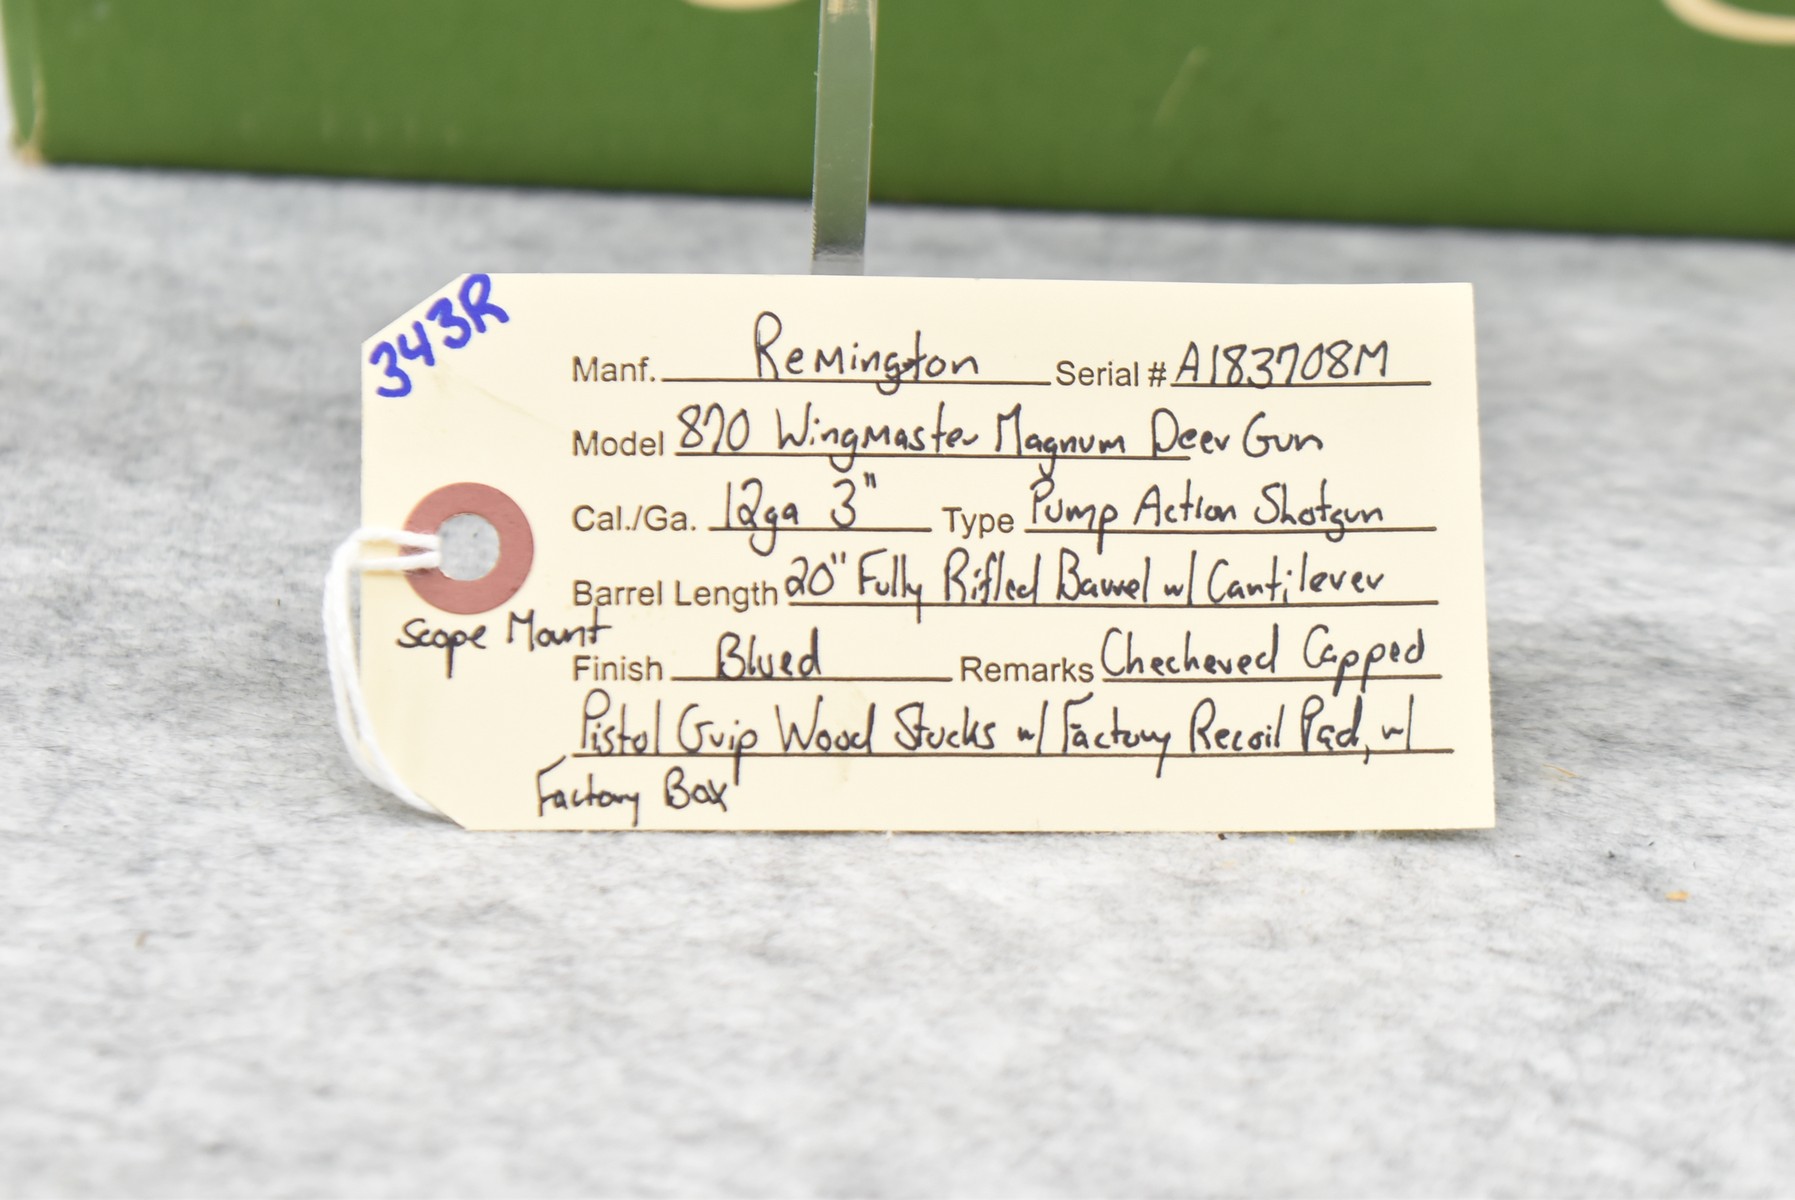 343R
Manf. Remington Serial # A183708M
Model 870 Wingmaster Magnum Deer Gun
Cal./Ga. 12ga 3" Type Pump Action Shotgun
Barrel Length 20" Fully Rifled Barrel w/ Cantilever
Scope Mount
Finish Blued Remarks Checkered Capped
Pistol Grip Wood Stocks w/ Factory Recoil Pad, w/
Factory Box